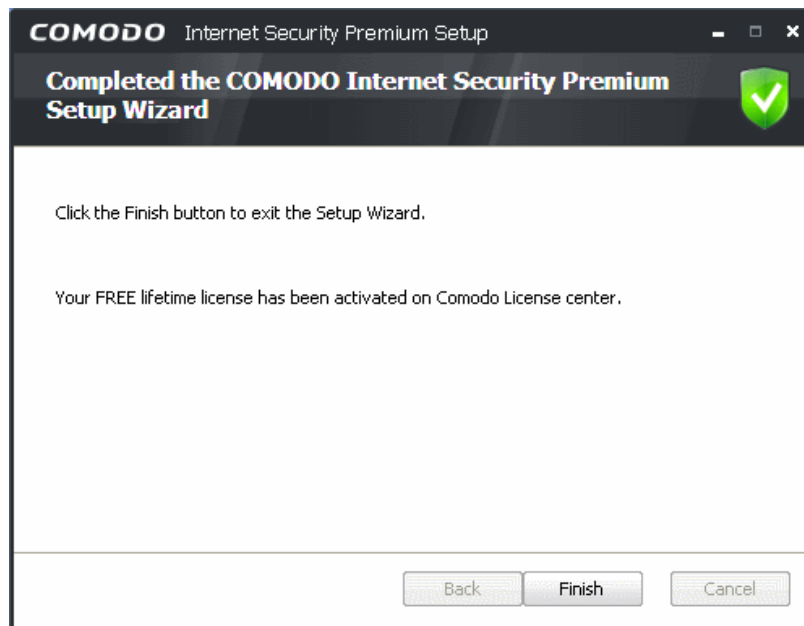 COMODO Internet Security Premium Setup
Completed the COMODO Internet Security Premium
Setup Wizard
Click the Finish button to exit the Setup Wizard.
Your FREE lifetime license has been activated on Comodo License center.
Back Finish Cancel